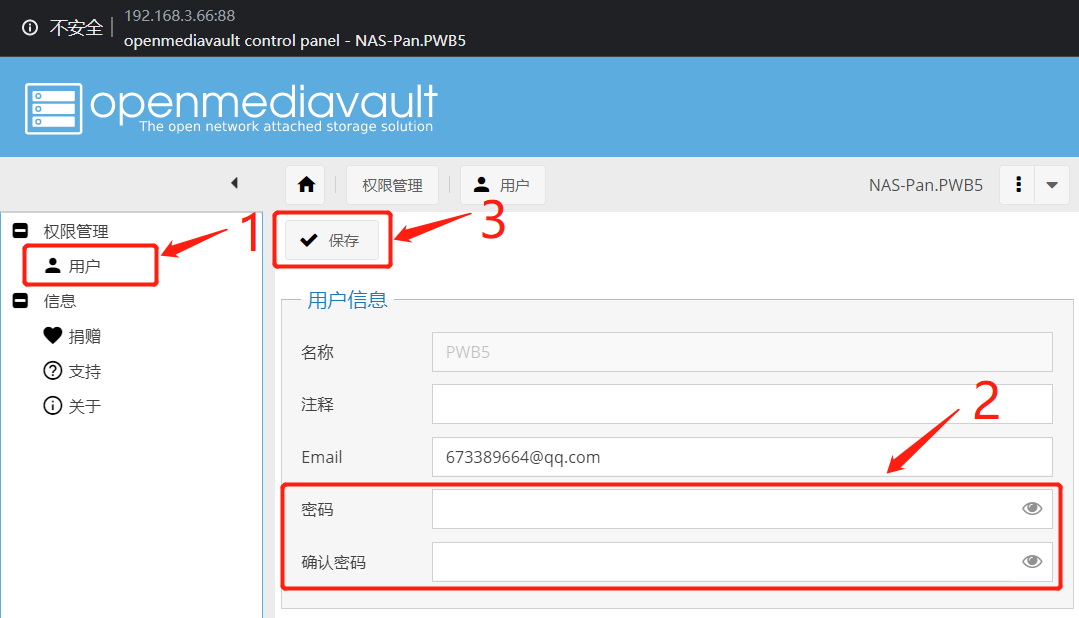 192.168.3.66:88
不安全
openmediavault control panel - NAS-Pan.PWB5
openmediavault
The open network attached storage solution
权限管理
用户
NAS-Pan.PWB5
权限管理
1
保存
3
用户
信息
用户信息
捐赠
名称
PWB5
支持
注释
2
关于
Email
673389664@qq.com
密码
确认密码